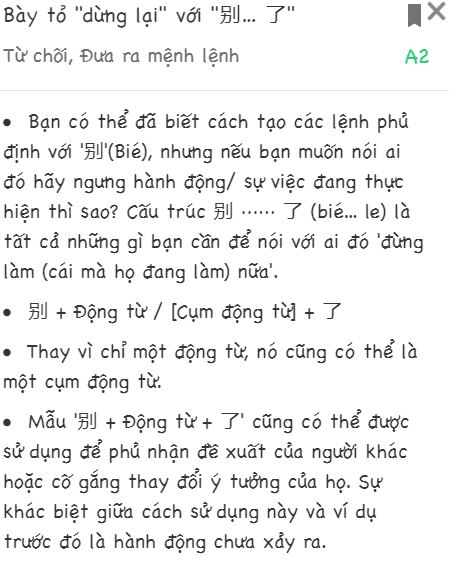 Bày tỏ "dừng lại" với "别... 了"
Từ chối, Đưa ra mệnh lệnh
A2
• Bạn có thể đã biết cách tạo các lệnh phủ
định với '别'(Bié), nhưng nếu bạn muốn nói ai
đó hãy ngưng hành động/ sự việc đang thực
hiện thì sao? Cấu trúc 别 ⋯⋯ 了 (bié... le) là
tất cả những gì bạn cần để nói với ai đó 'đừng
làm (cái mà họ đang làm) nữa'.
• 别 + Động từ / [Cụm động từ] + 了
• Thay vì chỉ một động từ, nó cũng có thể là
một cụm động từ.
• Mẫu '别 + Động từ + 了' cũng có thể được
sử dụng để phủ nhận đề xuất của người khác
hoặc cố gắng thay đổi ý tưởng của họ. Sự
khác biệt giữa cách sử dụng này và ví dụ
trước đó là hành động chưa xảy ra.